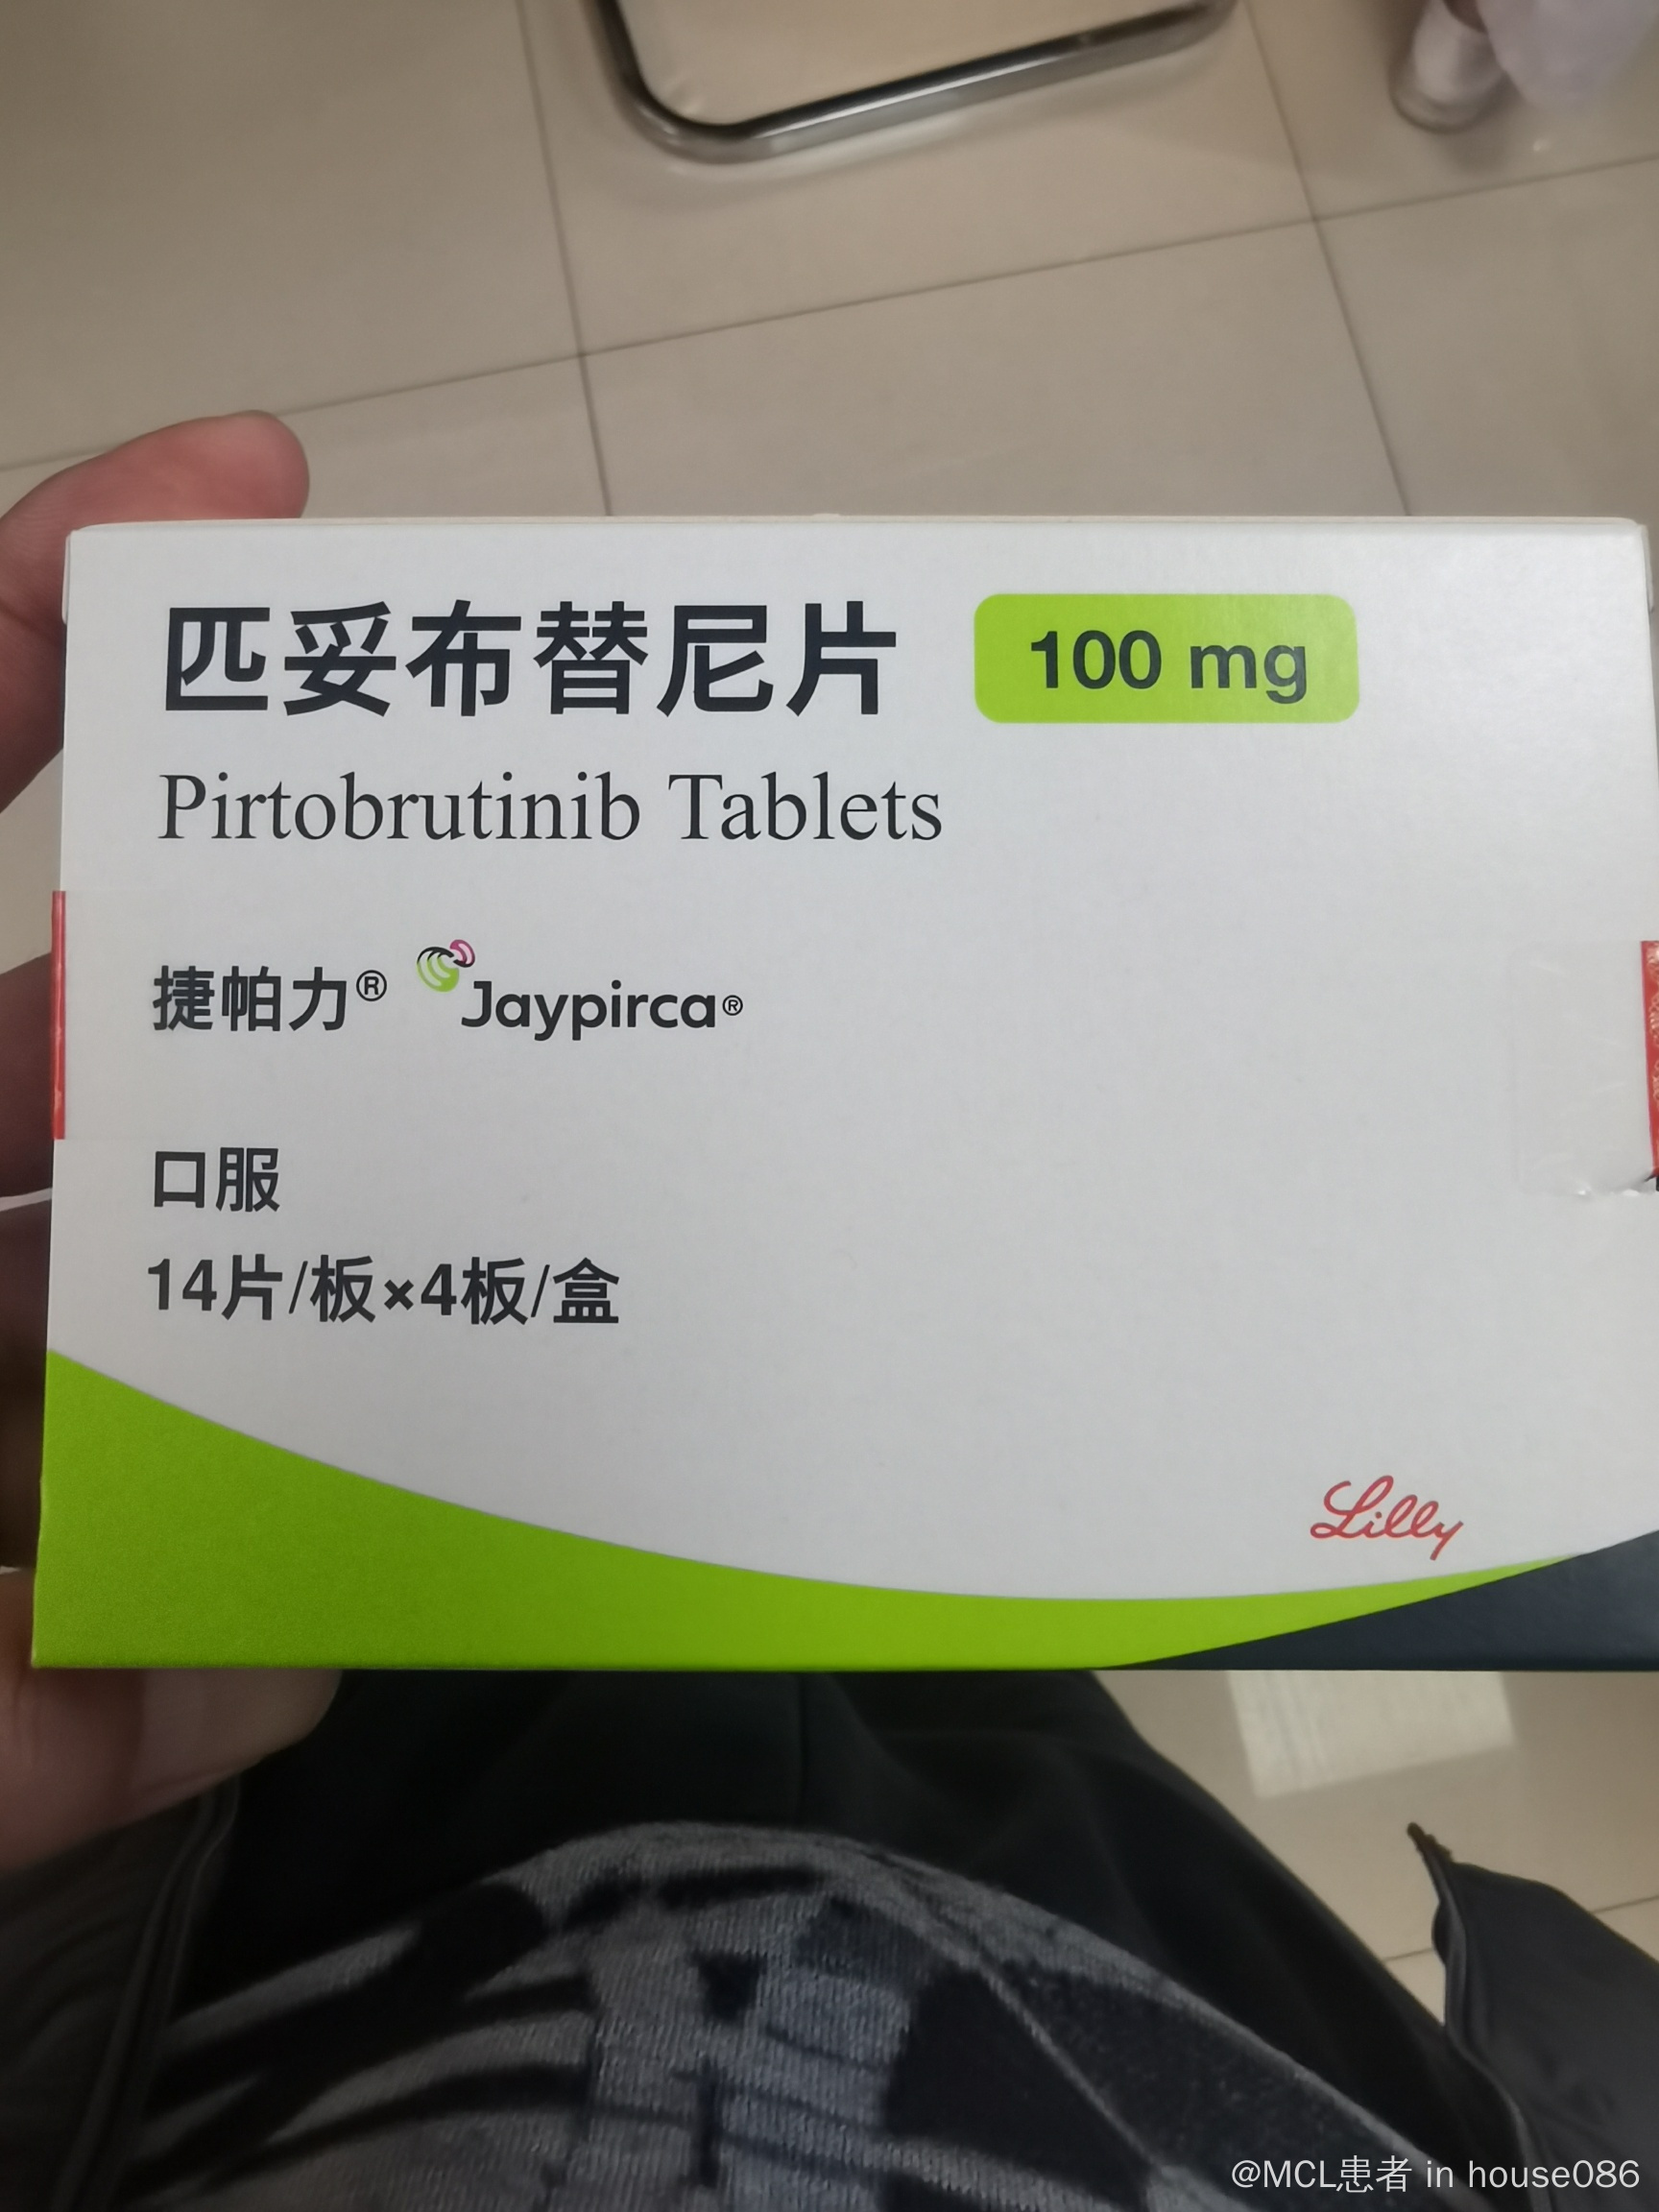 匹妥布替尼片 100 mg
Pirtobrutinib Tablets
捷帕力® Jaypirca®
口服
14片/板×4板/盒
Lilly
@MCL患者 in house086